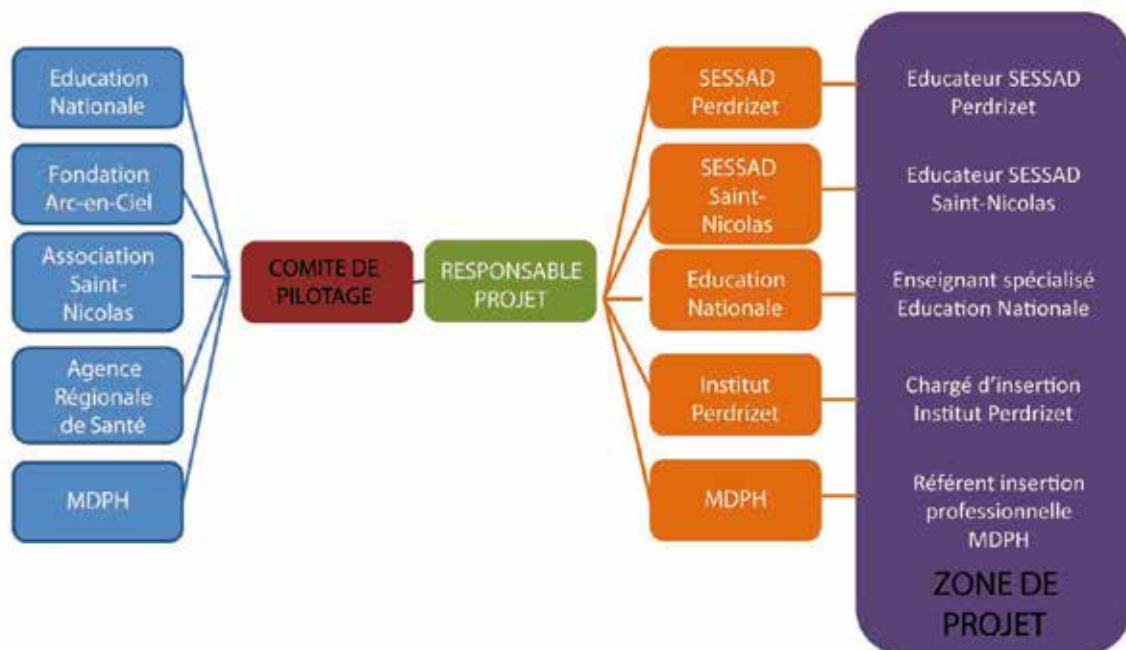 Education
Nationale
Fondation
Arc-en-Ciel
Association
Saint-
Nicolas
Agence
Régionale
de Santé
MDPH
COMITE DE
PILOTAGE
RESPONSABLE
PROJET
SESSAD
Perdrizet
SESSAD
Saint-
Nicolas
Education
Nationale
Institut
Perdrizet
MDPH
Educateur SESSAD
Perdrizet
Educateur SESSAD
Saint-Nicolas
Enseignant spécialisé
Education Nationale
Chargé d'insertion
Institut Perdrizet
Référent insertion
professionnelle
MDPH
ZONE DE
PROJET